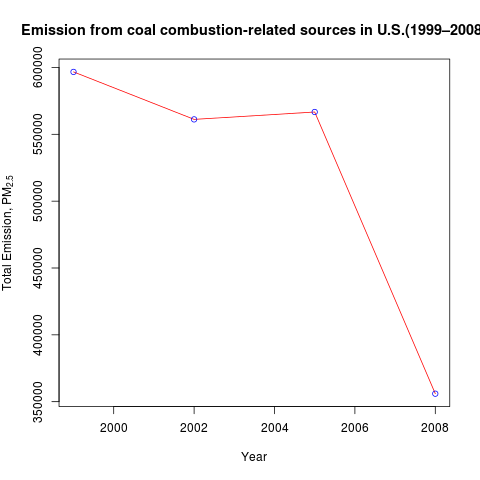 Emission from coal combustion-related sources in U.S.(1999–2008
600000
550000
500000
450000
400000
350000
Total Emission, PM2.5
2000 2002 2004 2006 2008
Year